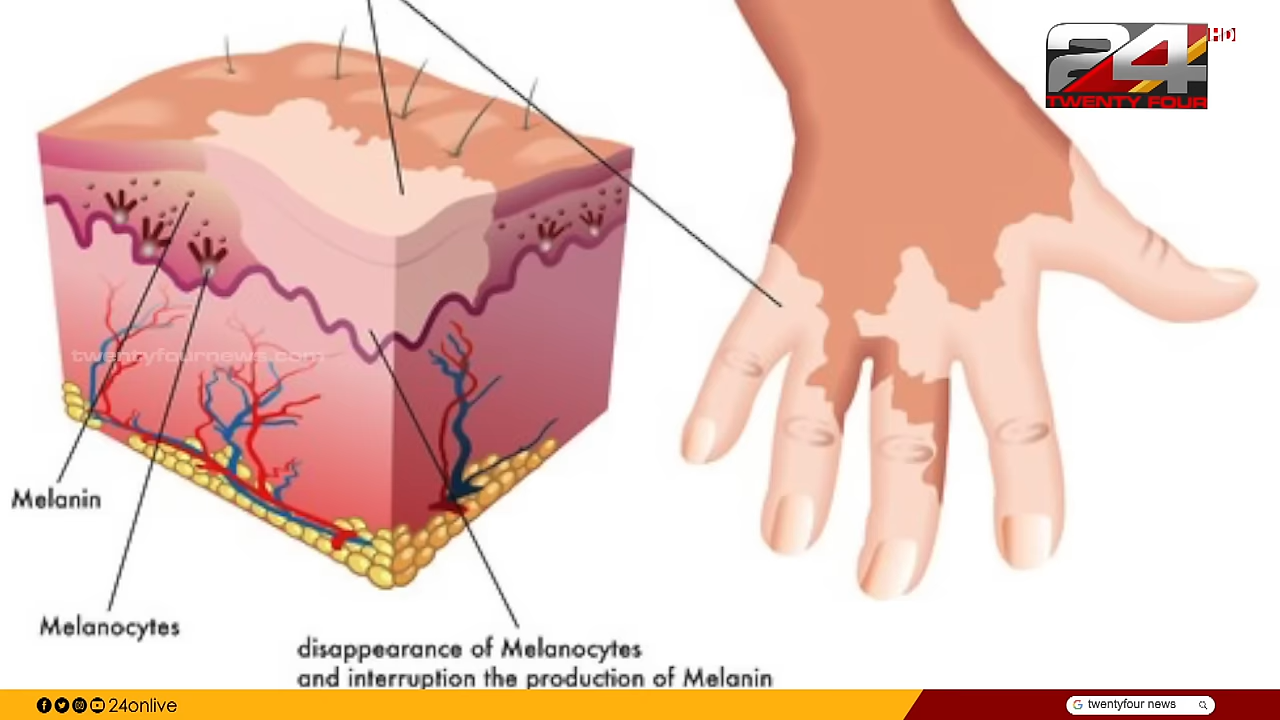 24
HD
TWENTY FOUR
twentyfournews.com
Melanin
Melanocytes
disappearance of Melanocytes
and interruption the production of Melanin
24onlive
twentyfour news